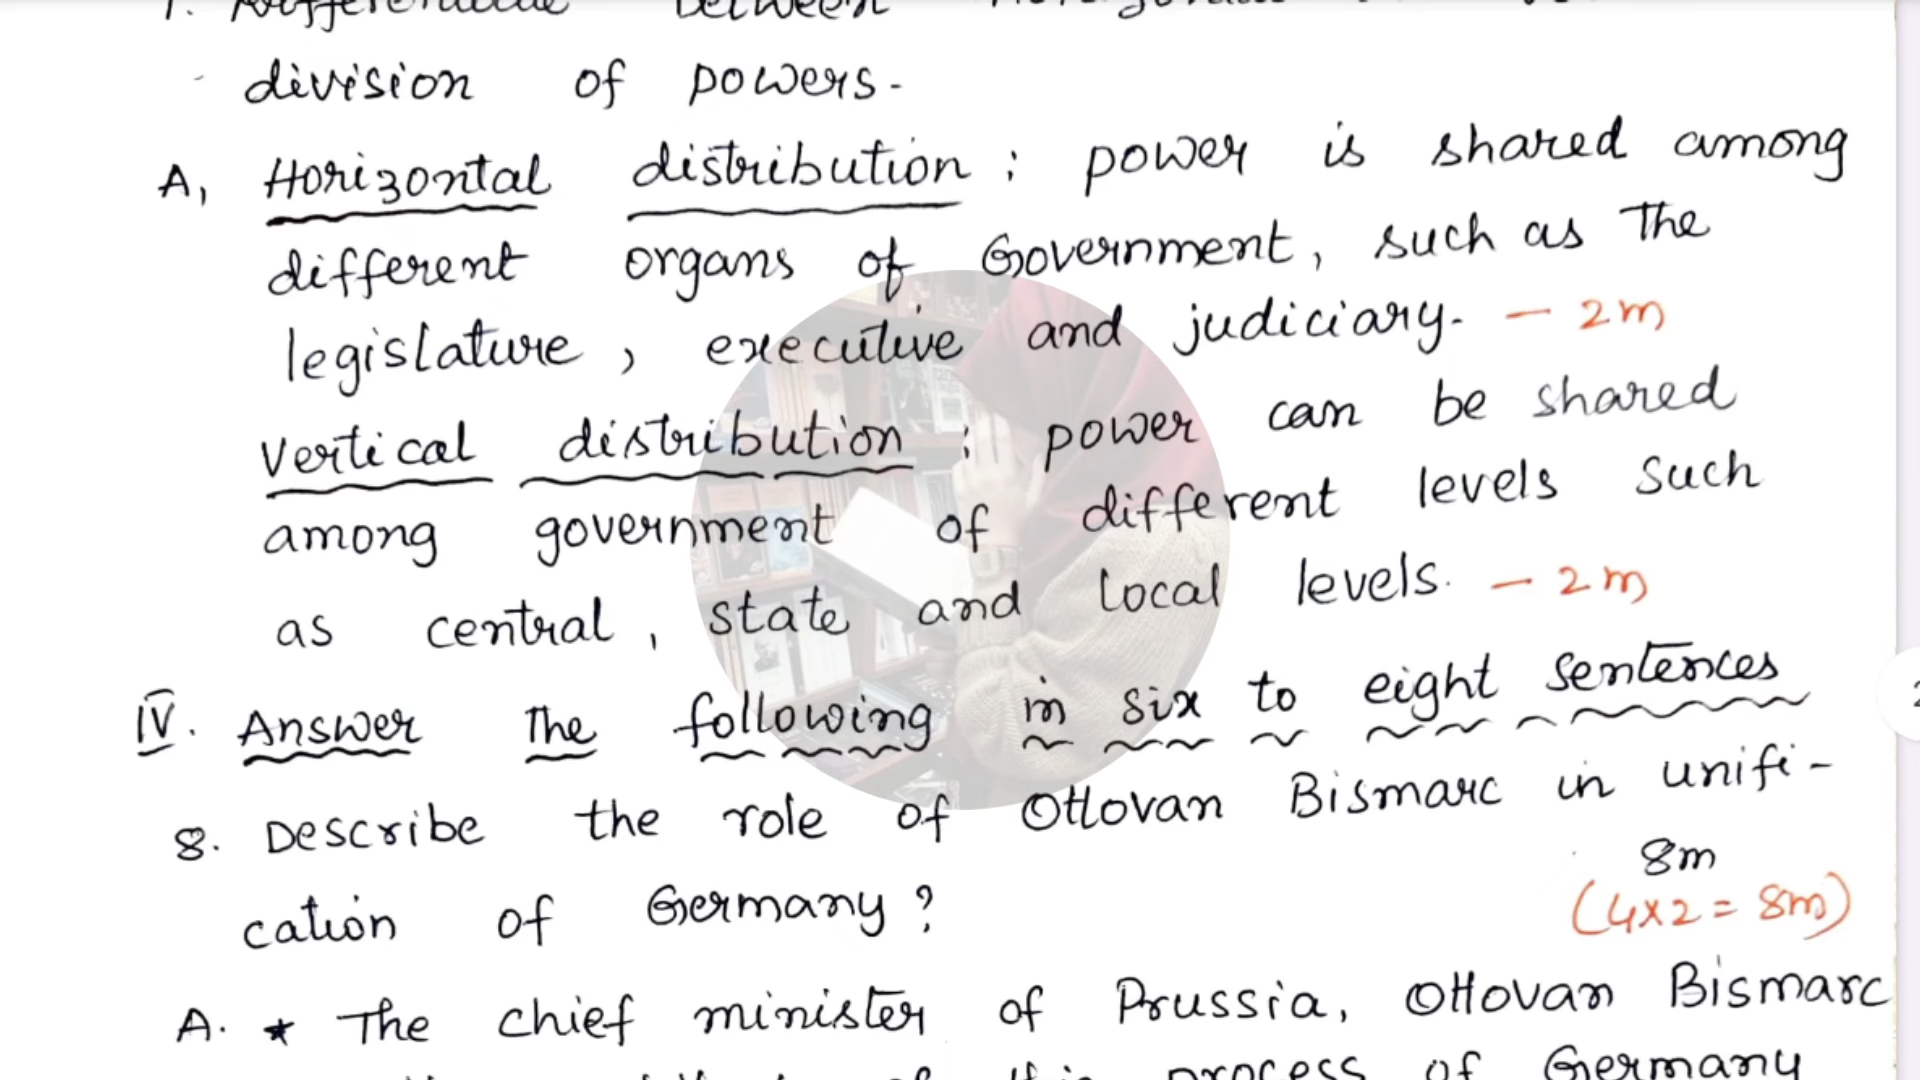 division of powers.
A, Horizontal distribution : power is shared among
different organs of Government, such as The
legislature, executive and judiciary. - 2m
Vertical distribution : power can be shared
among government of different levels such
as central, state and local levels. - 2m
IV. Answer The following in six to eight sentences
8. Describe the role of Ottovan Bismarc in unifi-
8m
cation of Germany ?
(4x2 = 8m)
A. * The chief minister of Prussia, Ottovan Bismarc
process of Germany